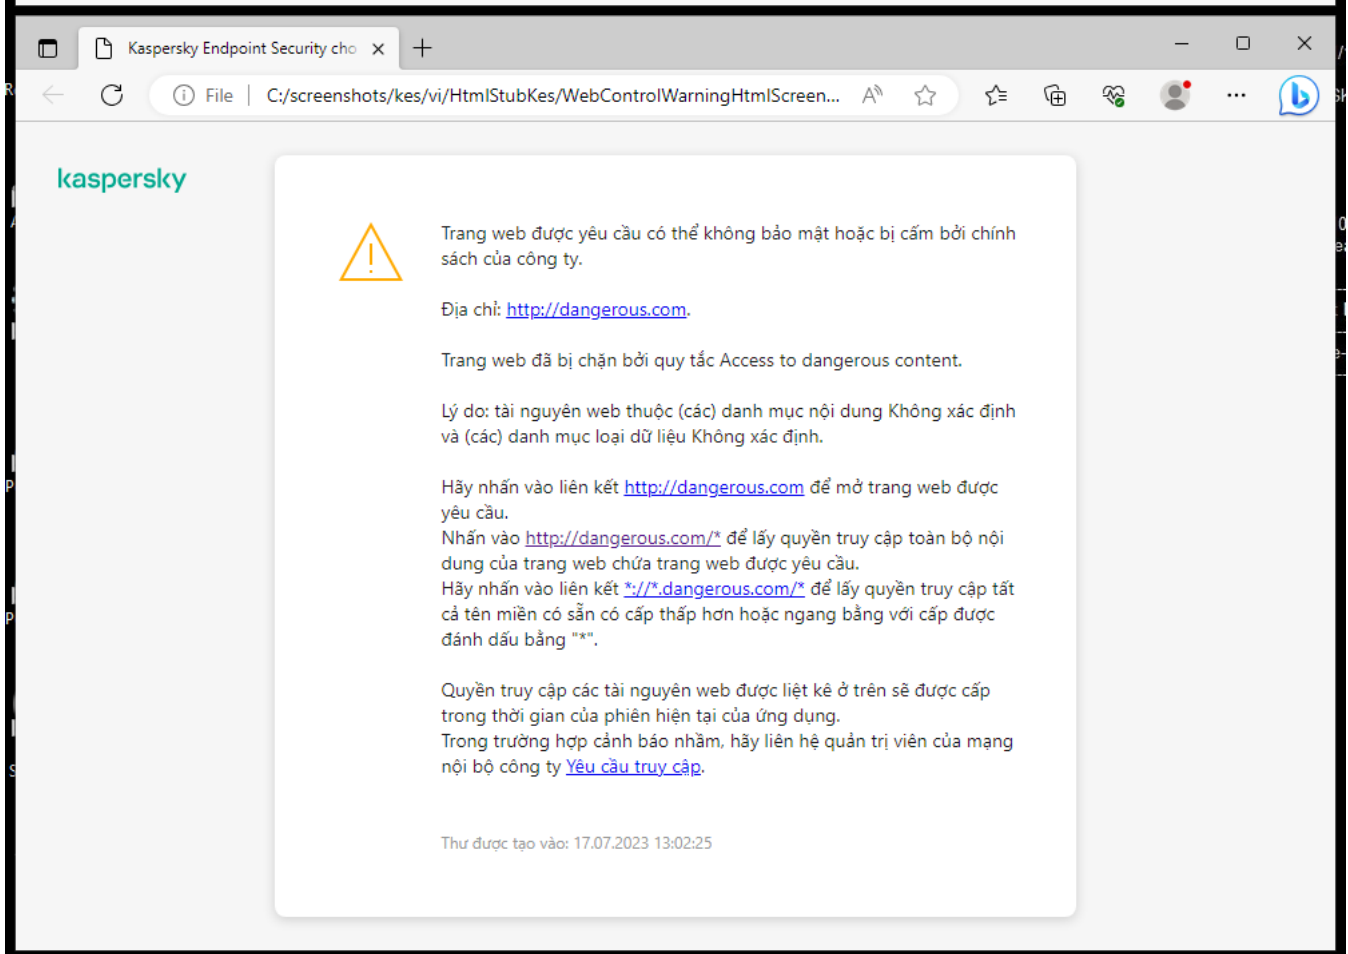 Kaspersky Endpoint Security cho
File
C:/screenshots/kes/vi/HtmlStubKes/WebControlWarningHtmlScreen...
kaspersky
Trang web được yêu cầu có thể không bảo mật hoặc bị cấm bởi chính
sách của công ty.
Địa chỉ: http://dangerous.com.
Trang web đã bị chặn bởi quy tắc Access to dangerous content.
Lý do: tài nguyên web thuộc (các) danh mục nội dung Không xác định
và (các) danh mục loại dữ liệu Không xác định.
Hãy nhấn vào liên kết http://dangerous.com để mở trang web được
yêu cầu.
Nhấn vào http://dangerous.com/* để lấy quyền truy cập toàn bộ nội
dung của trang web chứa trang web được yêu cầu.
Hãy nhấn vào liên kết *://*.dangerous.com/* để lấy quyền truy cập tất
cả tên miền có sẵn có cấp thấp hơn hoặc ngang bằng với cấp được
đánh dấu bằng "*".
Quyền truy cập các tài nguyên web được liệt kê ở trên sẽ được cấp
trong thời gian của phiên hiện tại của ứng dụng.
Trong trường hợp cảnh báo nhầm, hãy liên hệ quản trị viên của mạng
nội bộ công ty Yêu cầu truy cập.
Thư được tạo vào: 17.07.2023 13:02:25